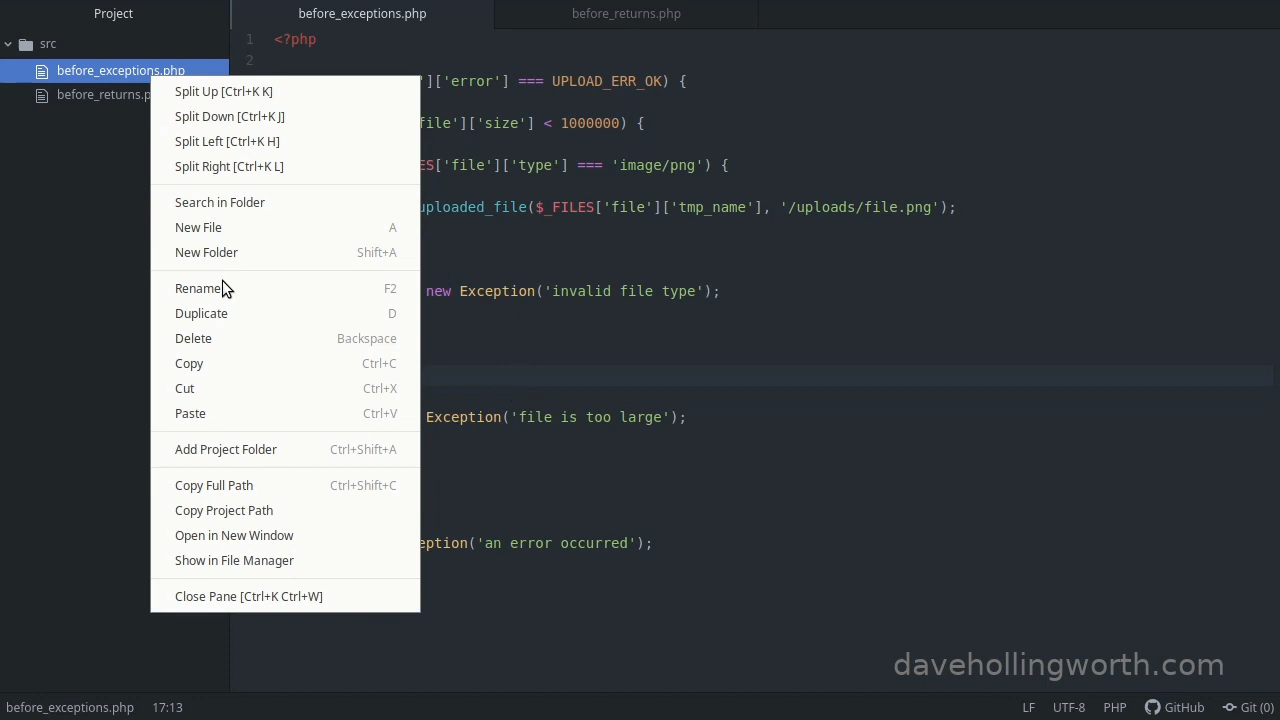 Project
before_exceptions.php
before_returns.php
src
before_exceptions.php
before_returns.p
Split Up [Ctrl+K K]
Split Down [Ctrl+K J]
Split Left [Ctrl+K H]
Split Right [Ctrl+K L]
Search in Folder
New File A
New Folder Shift+A
Rename F2
Duplicate D
Delete Backspace
Copy Ctrl+C
Cut Ctrl+X
Paste Ctrl+V
Add Project Folder Ctrl+Shift+A
Copy Full Path Ctrl+Shift+C
Copy Project Path
Open in New Window
Show in File Manager
Close Pane [Ctrl+K Ctrl+W]
1 <?php
2
']['error'] === UPLOAD_ERR_OK) {
file']['size'] < 1000000) {
ES['file']['type'] === 'image/png') {
uploaded_file($_FILES['file']['tmp_name'], '/uploads/file.png');
new Exception('invalid file type');
Exception('file is too large');
eption('an error occurred');
davehollingworth.com
before_exceptions.php 17:13 LF UTF-8 PHP GitHub Git (0)